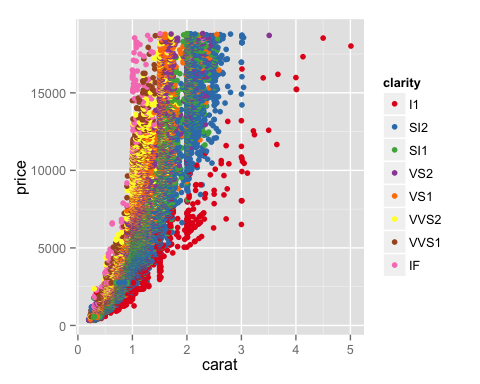 price
15000
10000
5000
0
0 1 2 3 4 5
carat
clarity
I1
SI2
SI1
VS2
VS1
VVS2
VVS1
IF